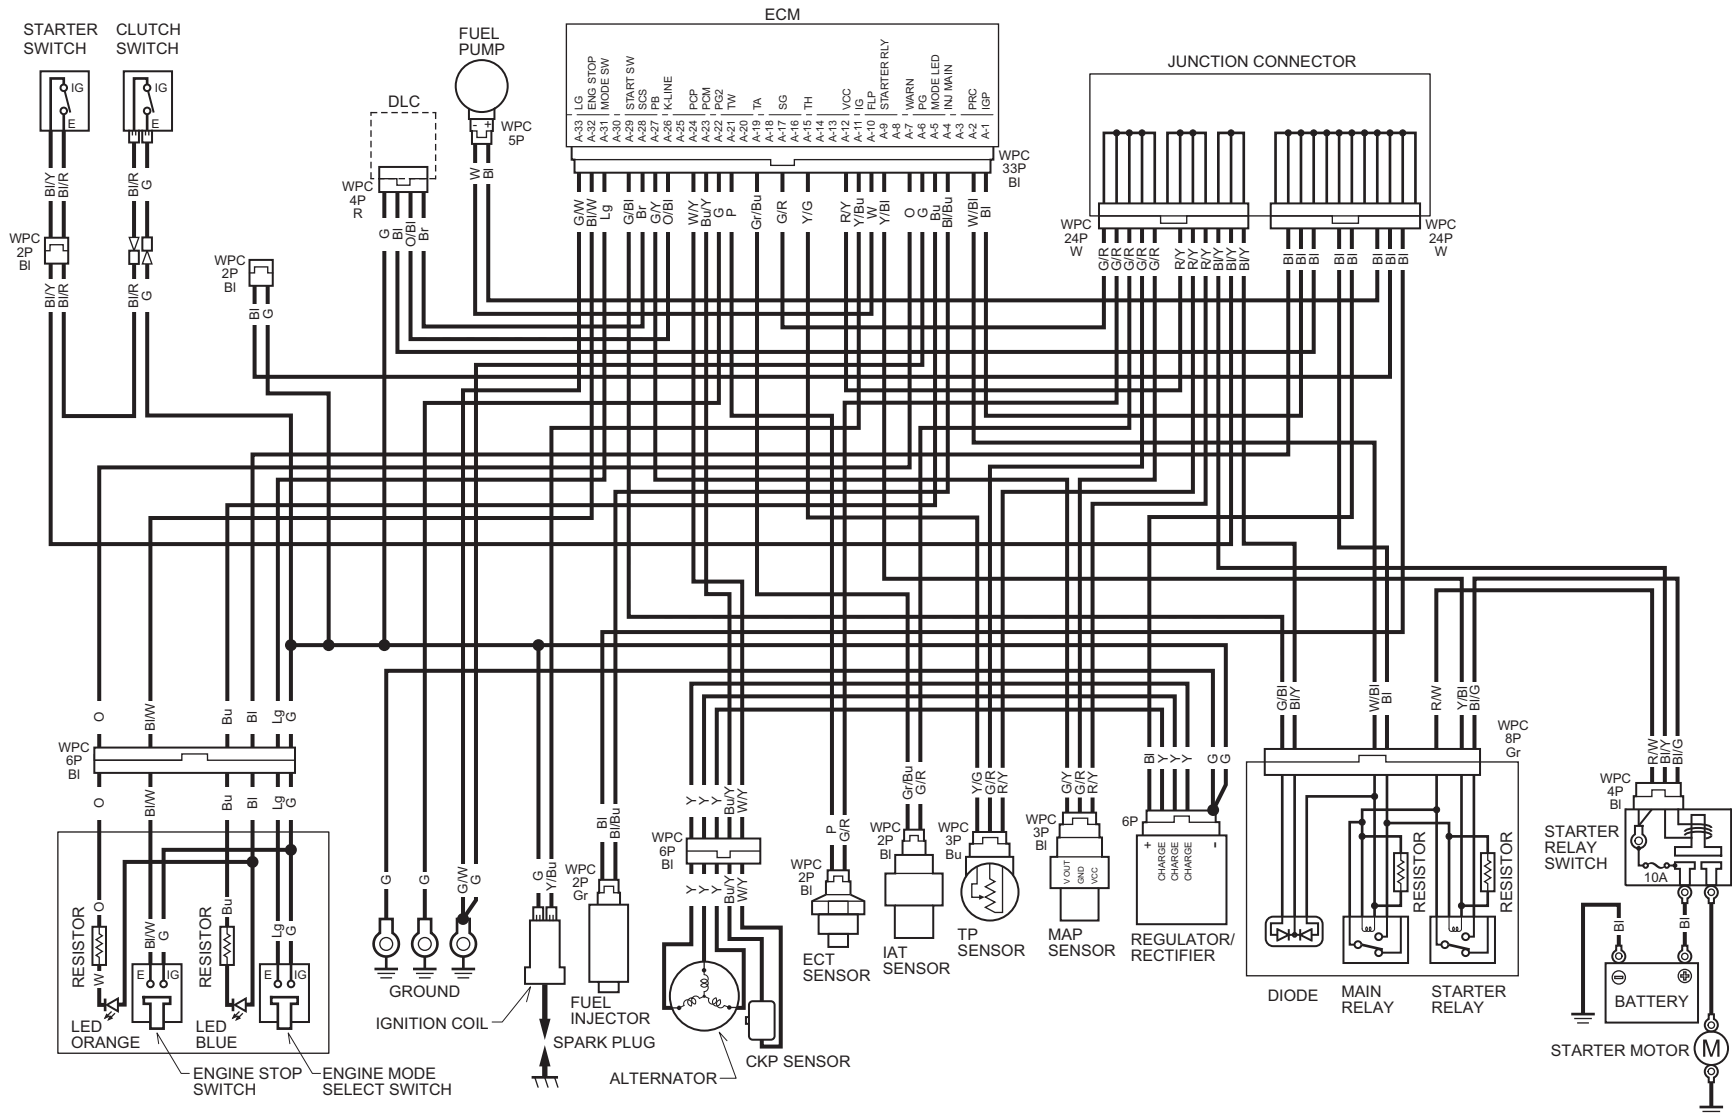 STARTER
SWITCH
CLUTCH
SWITCH
IG
E
IG
E
Bl/Y
Bl/R
Bl/R
G
WPC
2P
Bl
Bl/Y
Bl/R
Bl/R
G
WPC
2P
Bl
Bl
G
DLC
WPC
4P
R
G
Bl
O/Bl
Br
FUEL
PUMP
-
+
WPC
5P
W
Bl
ECM
LG
ENG STOP
MODE SW
START SW
SCS
PB
K-LINE
PCP
PCM
PG2
TW
TA
SG
TH
VCC
IG
FLP
STARTER RLY
WARN
PG
MODE LED
INJ MAIN
PRC
IGP
A-33
A-32
A-31
A-30
A-29
A-28
A-27
A-26
A-25
A-24
A-23
A-22
A-21
A-20
A-19
A-18
A-17
A-16
A-15
A-14
A-13
A-12
A-11
A-10
A-9
A-8
A-7
A-6
A-5
A-4
A-3
A-2
A-1
WPC
33P
Bl
G/W
Bl/W
Lg
G/Bl
Br
G/Y
O/Bl
W/Y
Bu/Y
G
P
Gr/Bu
G/R
Y/G
R/Y
Y/Bu
W
Y/Bl
O
G
Bu
Bl/Bu
W/Bl
Bl
JUNCTION CONNECTOR
WPC
24P
W
G/R
G/R
G/R
G/R
G/R
R/Y
R/Y
R/Y
Bl/Y
Bl/Y
Bl/Y
Bl
Bl
Bl
Bl
Bl
Bl
Bl
Bl
WPC
24P
W
O
Bl/W
Bu
Bl
Lg
G
WPC
6P
Bl
O
Bl/W
Bu
Bl
Lg
G
RESISTOR
O
W
Bl/W
G
E
IG
RESISTOR
Bu
Lg
G
E
IG
LED
ORANGE
LED
BLUE
ENGINE STOP
SWITCH
ENGINE MODE
SELECT SWITCH
G
G
G/W
G
GROUND
G
Y/Bu
IGNITION COIL
SPARK PLUG
Bl
Bl/Bu
WPC
2P
Gr
FUEL
INJECTOR
Y
Y
Y
Bu/Y
W/Y
WPC
6P
Bl
Y
Y
Y
Bu/Y
W/Y
ALTERNATOR
CKP SENSOR
P
G/R
WPC
2P
Bl
ECT
SENSOR
Gr/Bu
G/R
WPC
2P
Bl
IAT
SENSOR
Y/G
G/R
R/Y
WPC
3P
Bu
TP
SENSOR
G/Y
G/R
R/Y
WPC
3P
Bl
V OUT
GND
VCC
MAP
SENSOR
Bl
Y
Y
Y
G
G
6P
+
CHARGE
CHARGE
CHARGE
-
REGULATOR/
RECTIFIER
G/Bl
Bl/Y
W/Bl
Bl
R/W
Y/Bl
Bl/G
WPC
8P
Gr
RESISTOR
RESISTOR
DIODE
MAIN
RELAY
STARTER
RELAY
R/W
Bl/Y
Bl/G
WPC
4P
Bl
STARTER
RELAY
SWITCH
10A
Bl
Bl
BATTERY
STARTER MOTOR
M